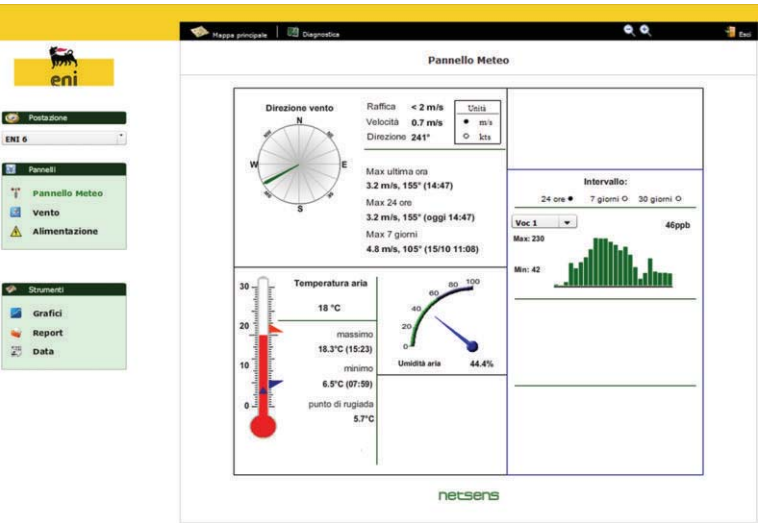 Mappa principale
Diagnostica
Esci
eni
Pannello Meteo
Postazione
ENI 6
Pannelli
Pannello Meteo
Vento
Alimentazione
Strumenti
Grafici
Report
Data
Direzione vento
N
W
E
S
Raffica < 2 m/s
Velocità 0.7 m/s
Direzione 241°
Unità
m/s
kts
Max ultima ora
3.2 m/s, 155° (14:47)
Max 24 ore
3.2 m/s, 155° (oggi 14:47)
Max 7 giorni
4.8 m/s, 105° (15/10 11:08)
Intervallo:
24 ore 7 giorni 30 giorni
Voc 1
46ppb
Max: 230
Min: 42
30
20
10
0
Temperatura aria
18 °C
massimo
18.3°C (15:23)
minimo
6.5°C (07:59)
punto di rugiada
5.7°C
0
20
40
60
80
100
Umidità aria 44.4%
netsens